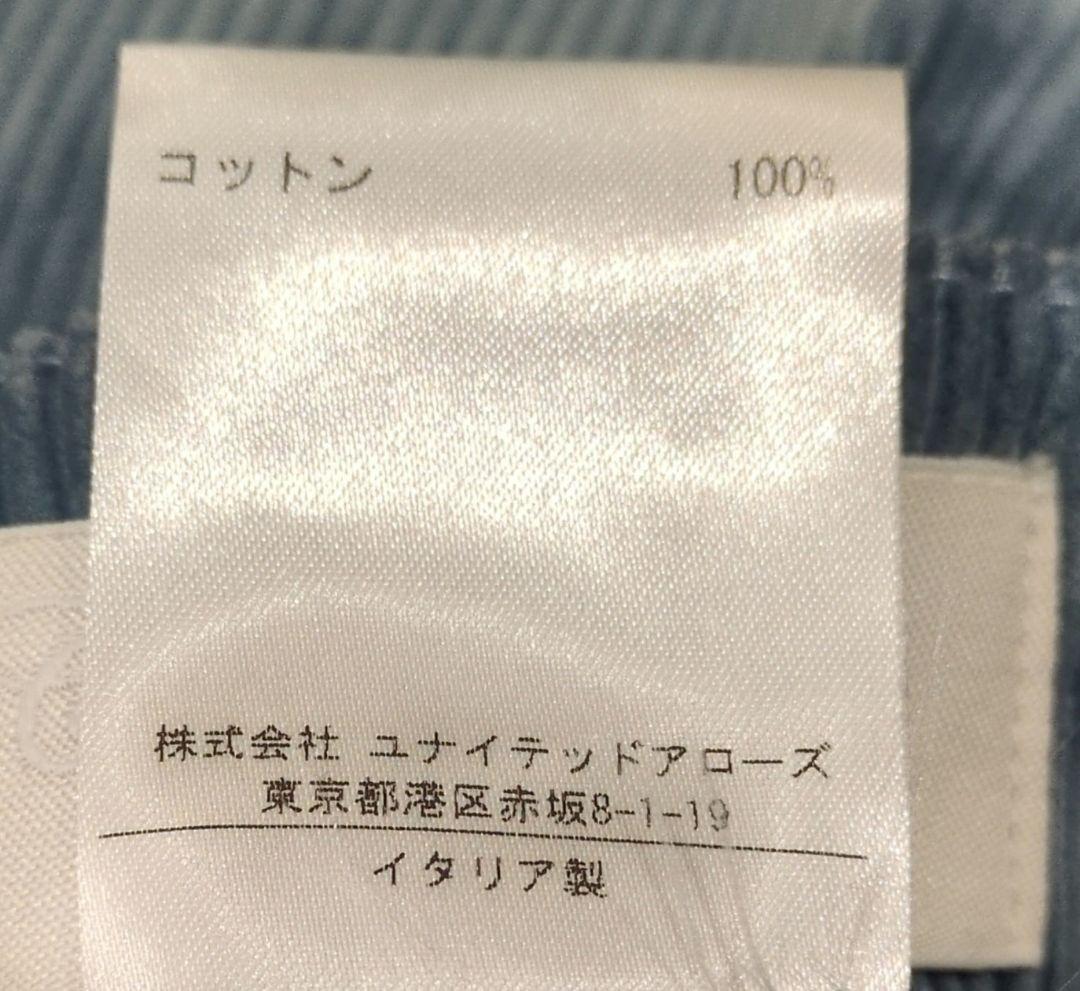 コットン 100%
株式会社 ユナイテッドアローズ
東京都港区赤坂8-1-19
イタリア製